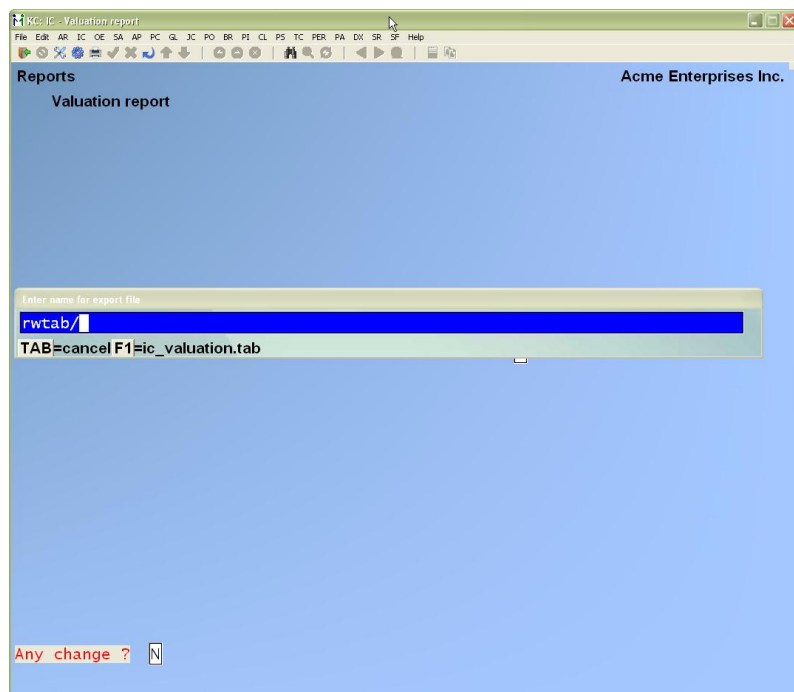 KC: IC - Valuation report
File Edit AR IC OE SA AP PC GL JC PO BR PI CL PS TC PER PA DX SR SF Help
Reports
Acme Enterprises Inc.
Valuation report
Enter name for export file
rwtab/
TAB=cancel F1=ic_valuation.tab
Any change ? N